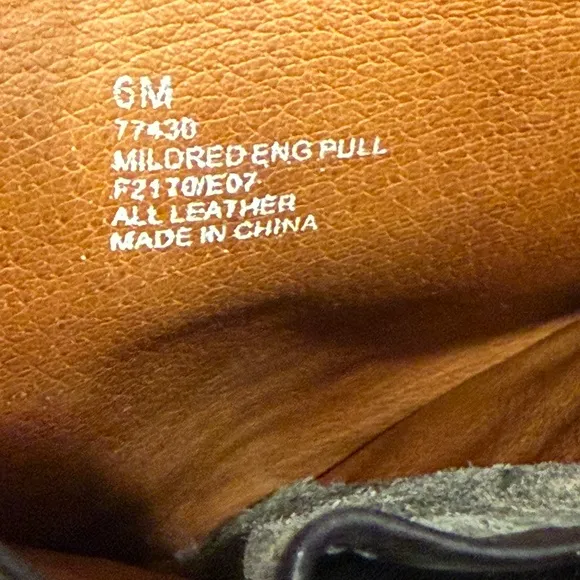 6M
77430
MILDRED ENG PULL
F2170/E07
ALL LEATHER
MADE IN CHINA